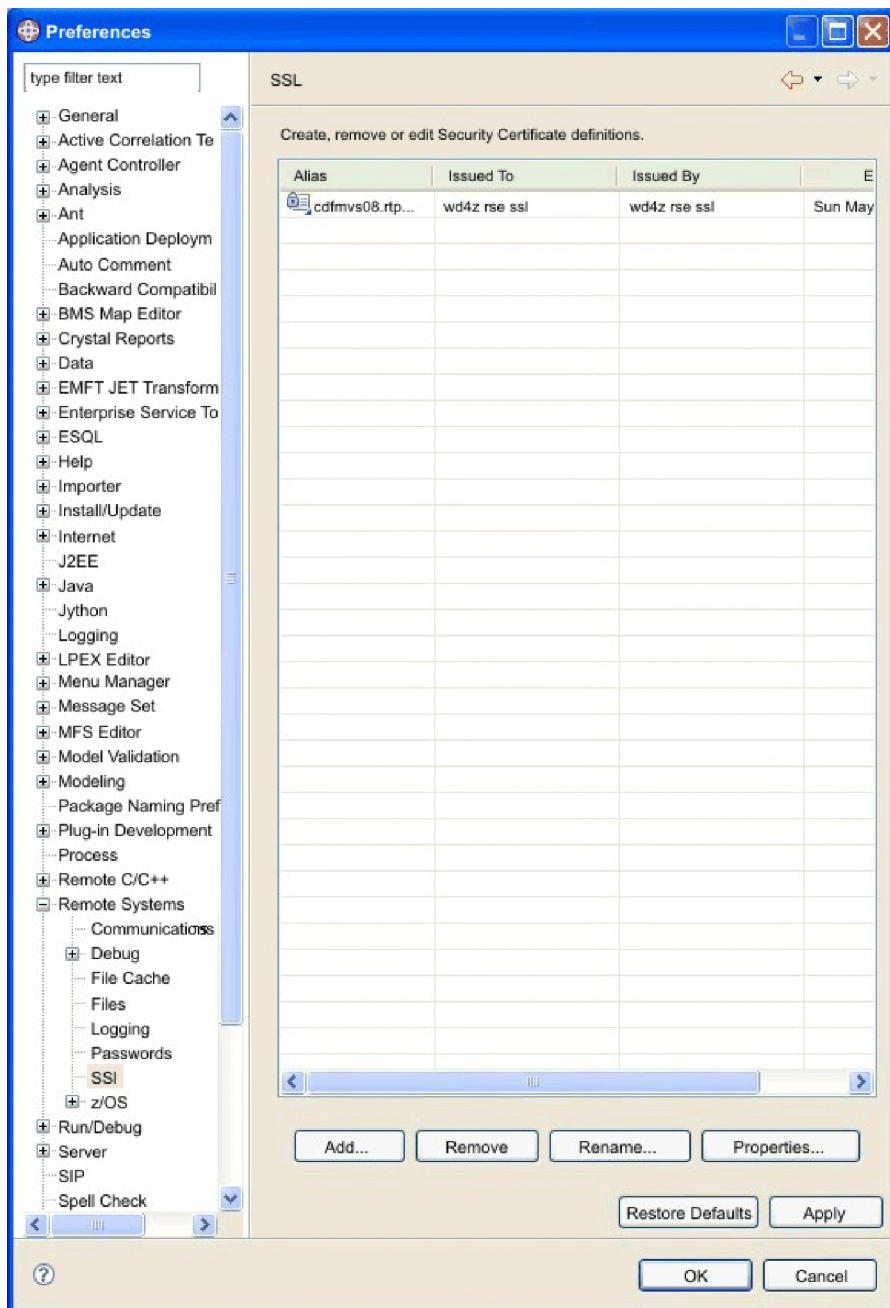 Preferences
type filter text
SSL
General
Active Correlation Te
Agent Controller
Analysis
Ant
Application Deploym
Auto Comment
Backward Compatibil
BMS Map Editor
Crystal Reports
Data
EMFT JET Transform
Enterprise Service To
ESQL
Help
Importer
Install/Update
Internet
J2EE
Java
Jython
Logging
LPEX Editor
Menu Manager
Message Set
MFS Editor
Model Validation
Modeling
Package Naming Pref
Plug-in Development
Process
Remote C/C++
Remote Systems
Communications
Debug
File Cache
Files
Logging
Passwords
SSl
z/OS
Run/Debug
Server
SIP
Spell Check
Create, remove or edit Security Certificate definitions.
Alias Issued To Issued By E
cdfmvs08.rtp... wd4z rse ssl wd4z rse ssl Sun May
Add... Remove Rename... Properties...
Restore Defaults Apply
? OK Cancel